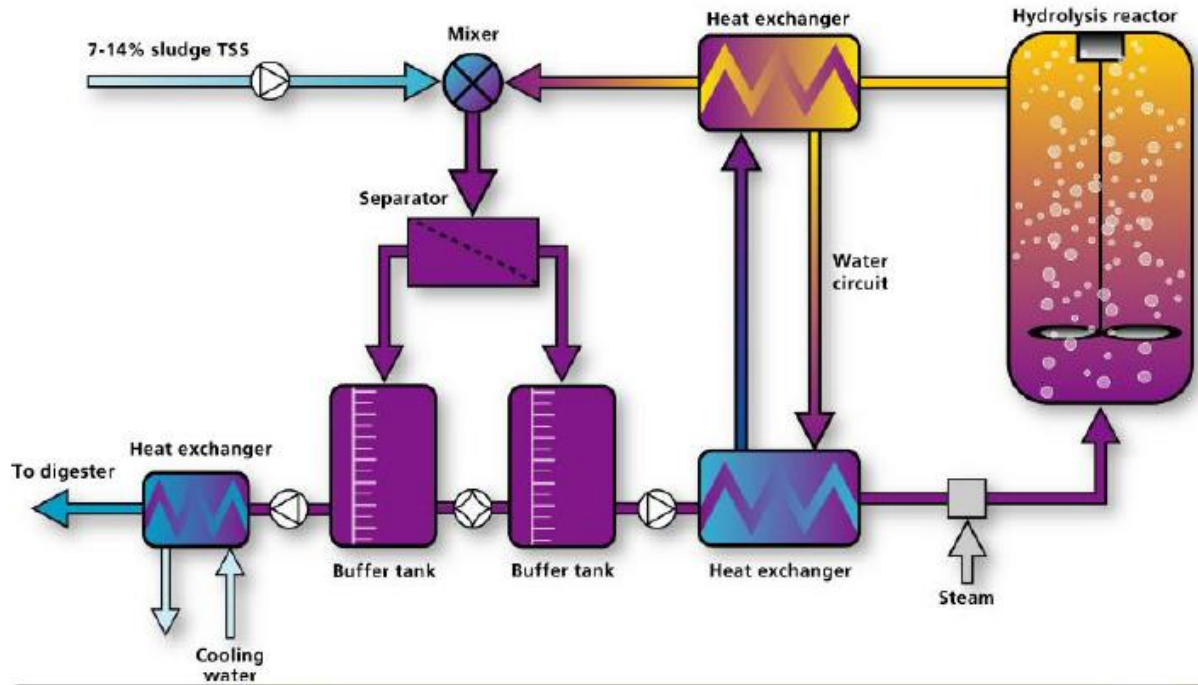 Heat exchanger
Hydrolysis reactor
7-14% sludge TSS
Mixer
Separator
Water
circuit
Heat exchanger
To digester
Buffer tank
Buffer tank
Heat exchanger
Steam
Cooling
water